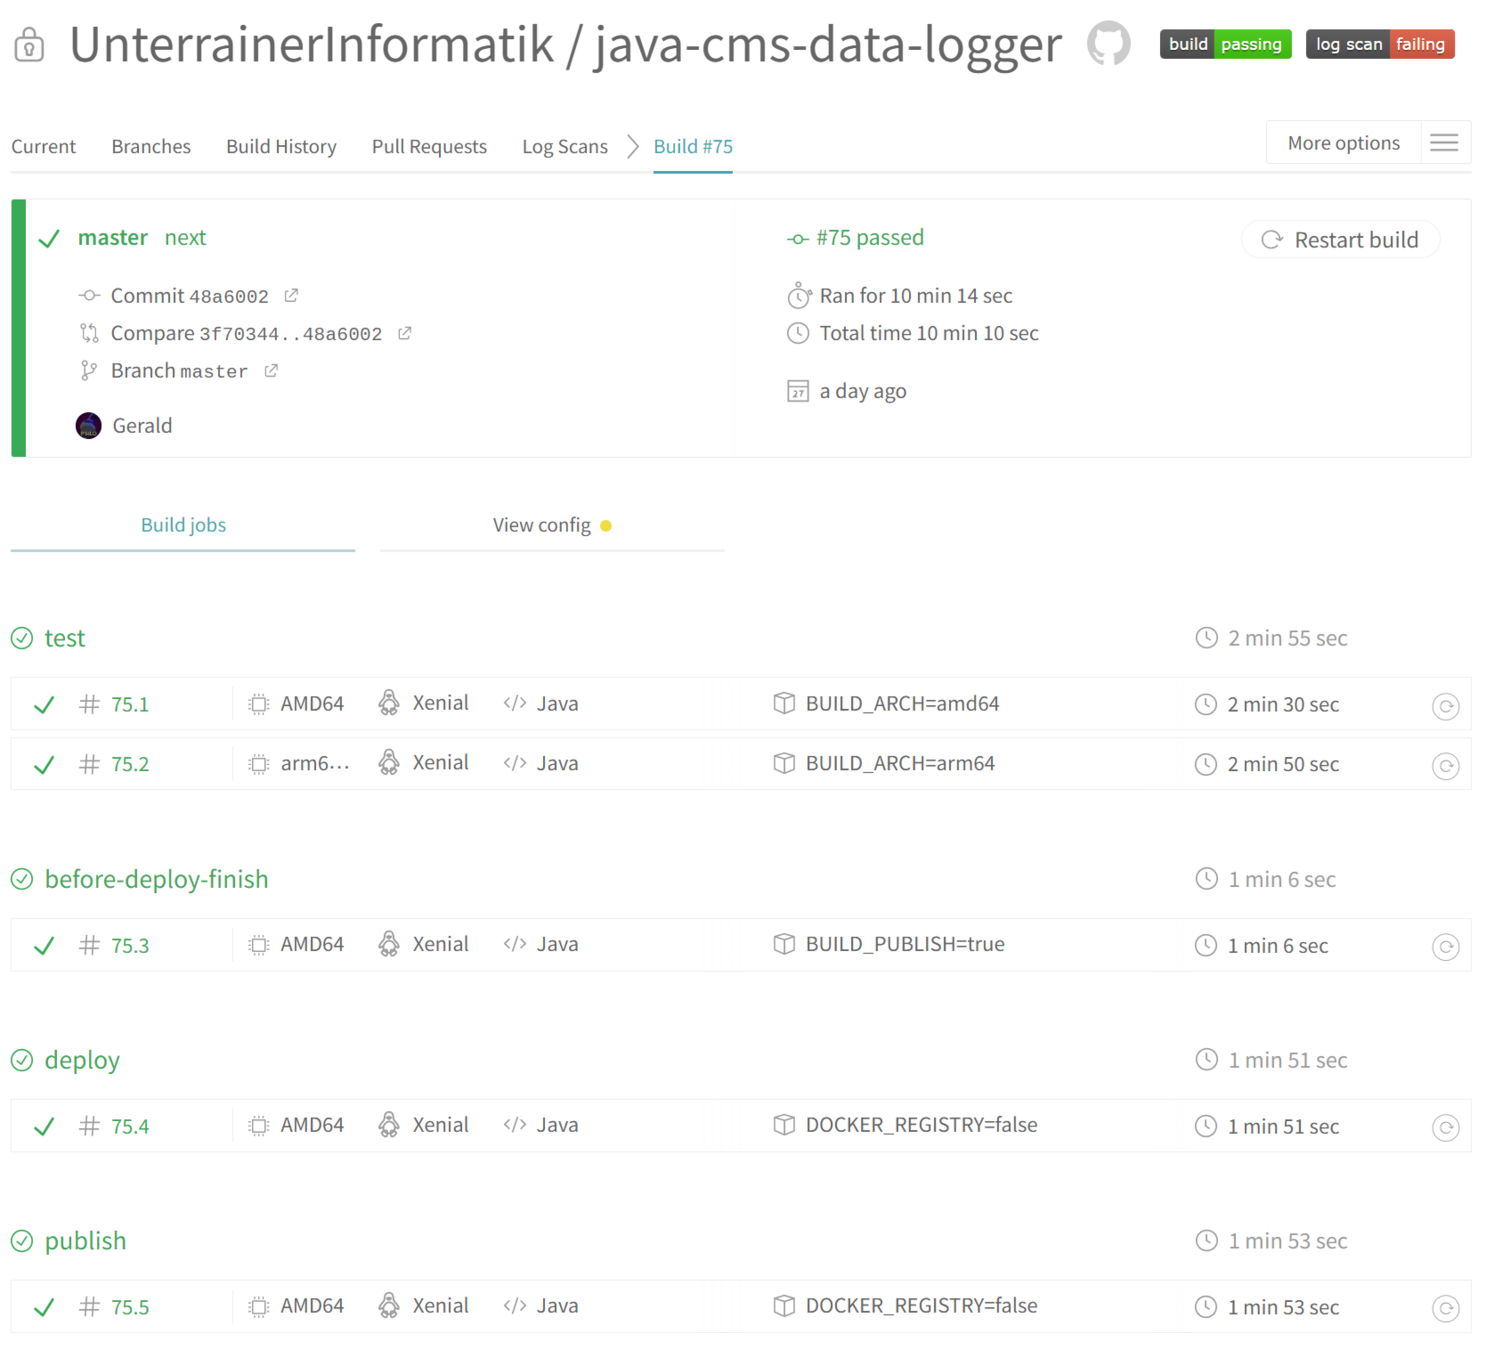 UnterrainerInformatik / java-cms-data-logger build passing log scan failing
Current Branches Build History Pull Requests Log Scans Build #75 More options
master next #75 passed Restart build
Commit 48a6002 Ran for 10 min 14 sec
Compare 3f70344..48a6002 Total time 10 min 10 sec
Branch master
27 a day ago
Gerald
Build jobs View config
test 2 min 55 sec
# 75.1 AMD64 Xenial </> Java BUILD_ARCH=amd64 2 min 30 sec
# 75.2 arm6... Xenial </> Java BUILD_ARCH=arm64 2 min 50 sec
before-deploy-finish 1 min 6 sec
# 75.3 AMD64 Xenial </> Java BUILD_PUBLISH=true 1 min 6 sec
deploy 1 min 51 sec
# 75.4 AMD64 Xenial </> Java DOCKER_REGISTRY=false 1 min 51 sec
publish 1 min 53 sec
# 75.5 AMD64 Xenial </> Java DOCKER_REGISTRY=false 1 min 53 sec